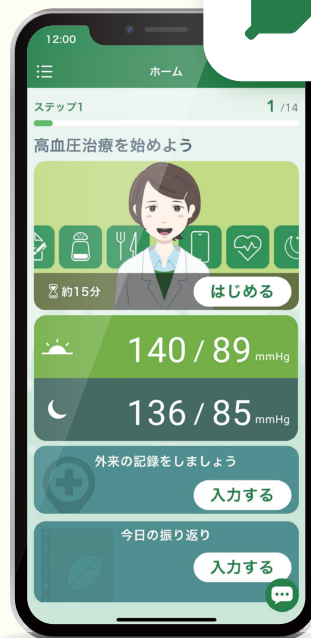 12:00
ホーム
ステップ1
1 /14
高血圧治療を始めよう
約15分
はじめる
140 / 89 mmHg
136 / 85 mmHg
外来の記録をしましょう
入力する
今日の振り返り
入力する